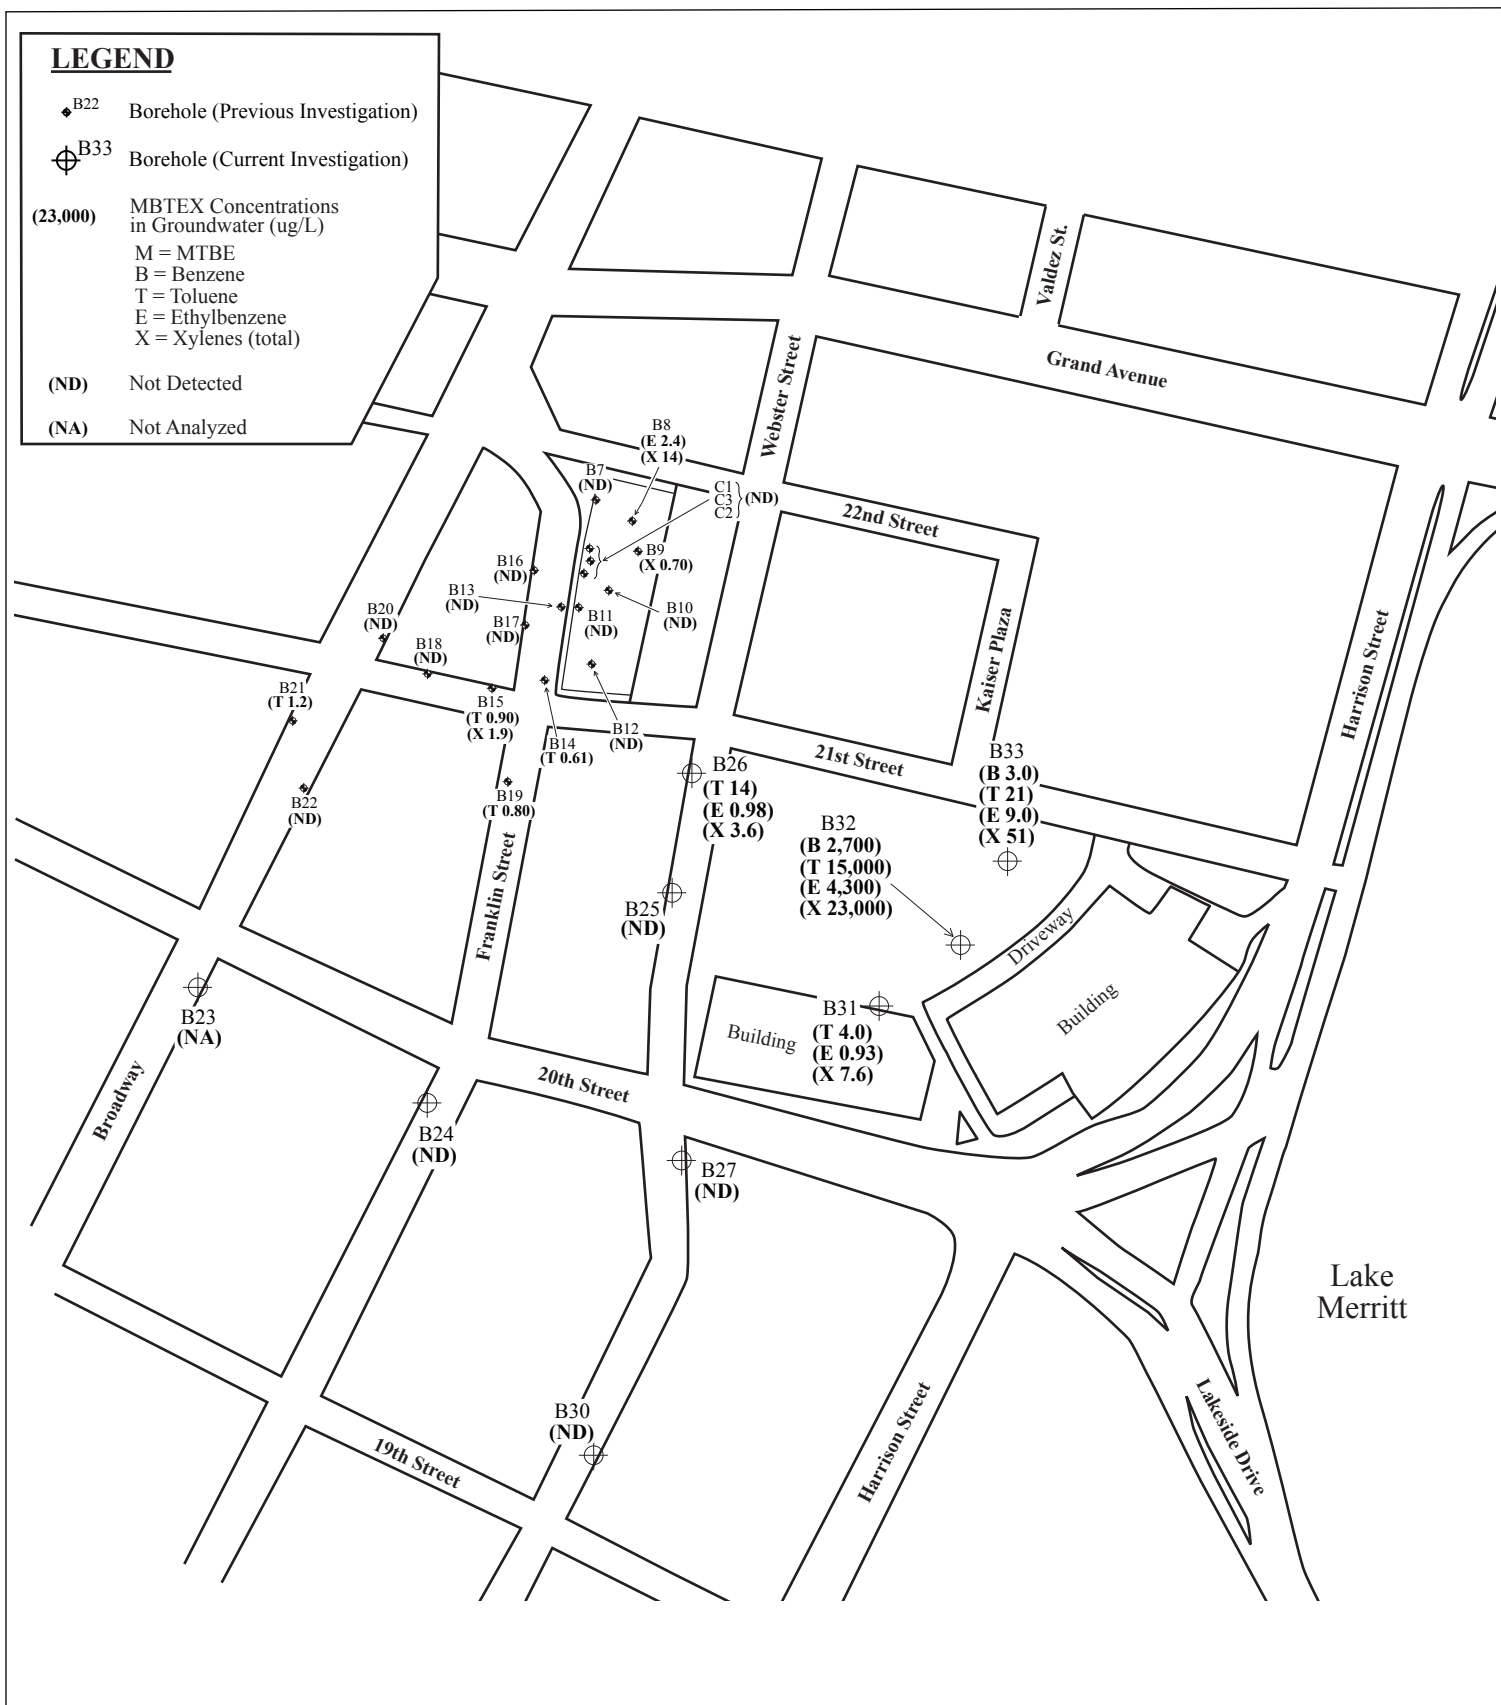 LEGEND
B22
Borehole (Previous Investigation)
B33
Borehole (Current Investigation)
(23,000)
MBTEX Concentrations
in Groundwater (ug/L)
M = MTBE
B = Benzene
T = Toluene
E = Ethylbenzene
X = Xylenes (total)
(ND)
Not Detected
(NA)
Not Analyzed
Valdez St.
Grand Avenue
Webster Street
B8
(E 2.4)
(X 14)
B7
(ND)
C1
C3
C2
(ND)
22nd Street
B9
(X 0.70)
B16
(ND)
B13
(ND)
B10
(ND)
B11
(ND)
B20
(ND)
B17
(ND)
B18
(ND)
Kaiser Plaza
Harrison Street
B21
(T 1.2)
B15
(T 0.90)
(X 1.9)
B12
(ND)
B14
(T 0.61)
21st Street
B33
(B 3.0)
(T 21)
(E 9.0)
(X 51)
B26
(T 14)
(E 0.98)
(X 3.6)
B22
(ND)
B19
(T 0.80)
B32
(B 2,700)
(T 15,000)
(E 4,300)
(X 23,000)
Franklin Street
B25
(ND)
Driveway
Building
B23
(NA)
B31
(T 4.0)
(E 0.93)
(X 7.6)
Building
20th Street
Broadway
B24
(ND)
B27
(ND)
Lake
Merritt
B30
(ND)
19th Street
Harrison Street
Lakeside Drive